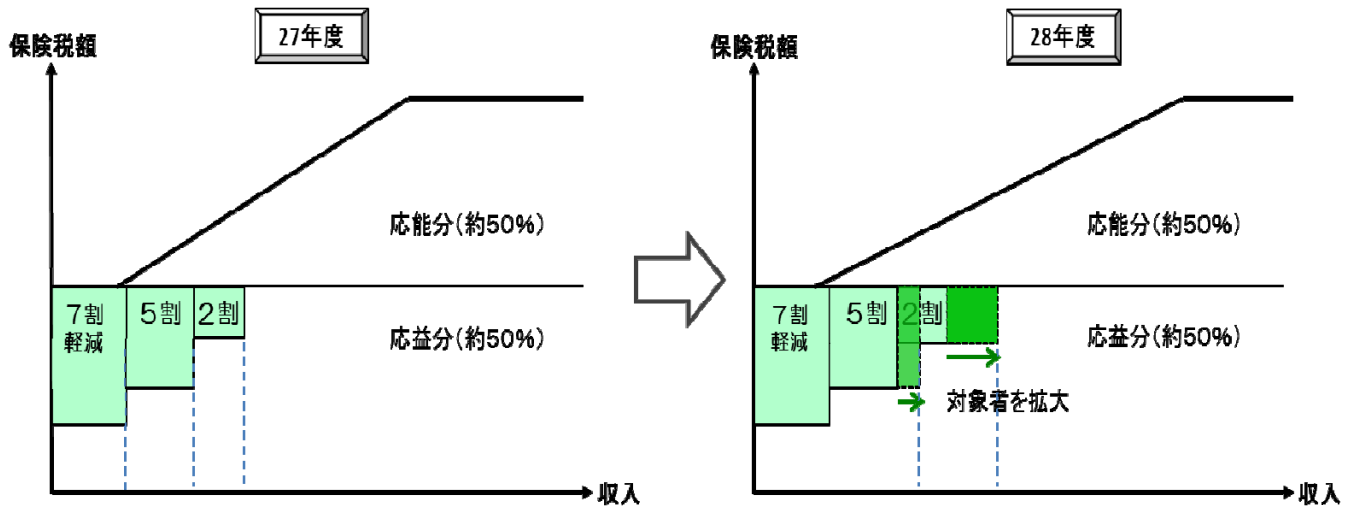 27年度
保険税額
応能分(約50%)
7割
軽減
5割
2割
応益分(約50%)
収入
28年度
保険税額
応能分(約50%)
7割
軽減
5割
2割
応益分(約50%)
対象者を拡大
収入